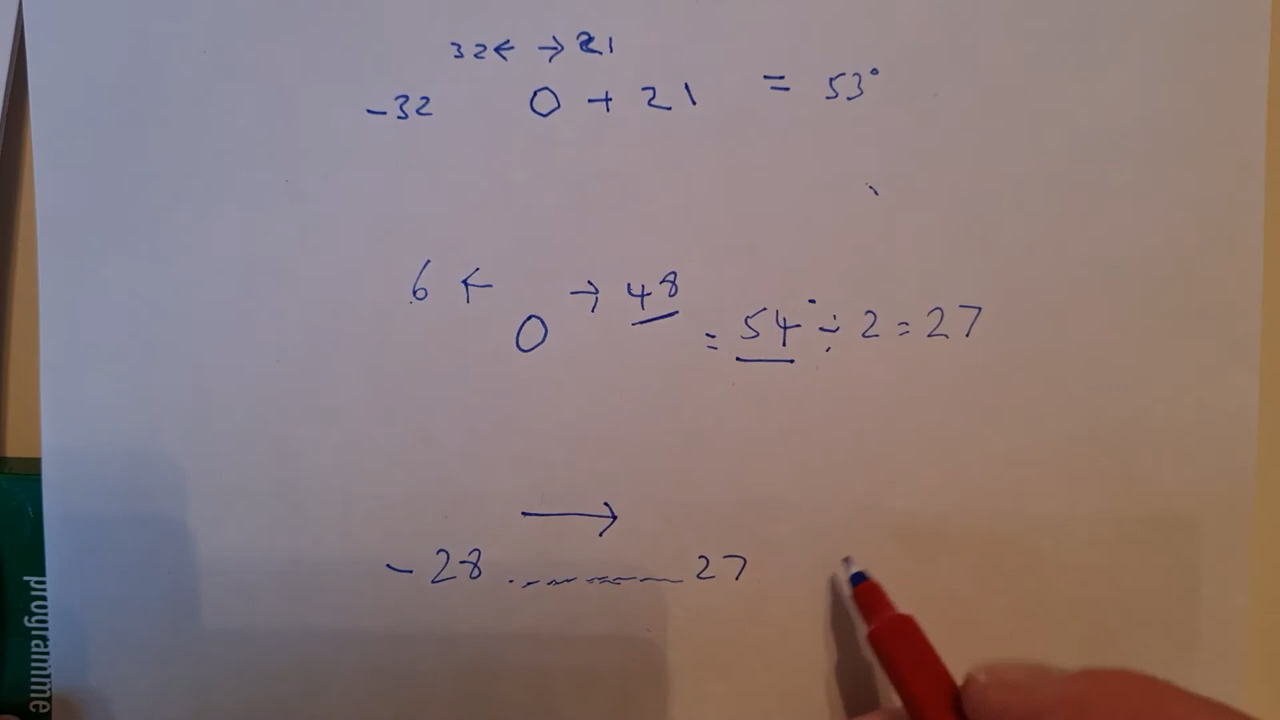 32← →21
-32 0 + 21 = 53°
6 ← 0 → 48 = 54° ÷ 2 = 27
→
-28 ........ 27
programme